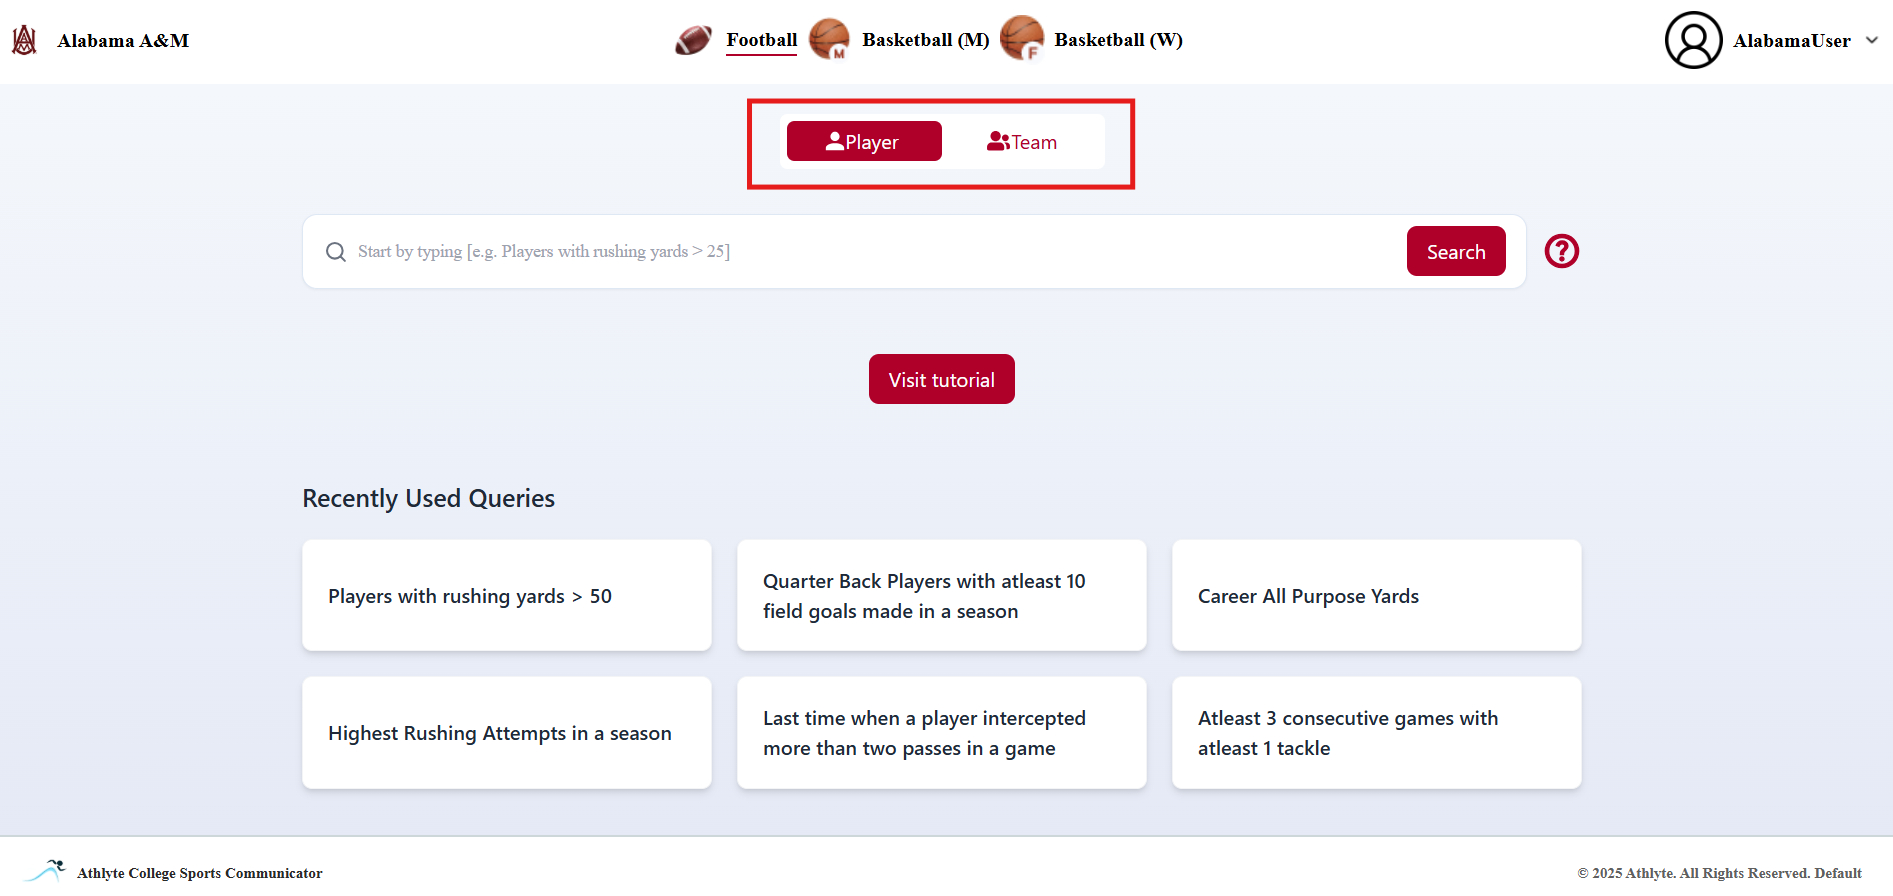 Alabama A&M
Football
M
Basketball (M)
F
Basketball (W)
AlabamaUser
Player
Team
Start by typing [e.g. Players with rushing yards > 25]
Search
?
Visit tutorial
Recently Used Queries
Players with rushing yards > 50
Quarter Back Players with atleast 10
field goals made in a season
Career All Purpose Yards
Highest Rushing Attempts in a season
Last time when a player intercepted
more than two passes in a game
Atleast 3 consecutive games with
atleast 1 tackle
Athlyte College Sports Communicator
© 2025 Athlyte. All Rights Reserved. Default